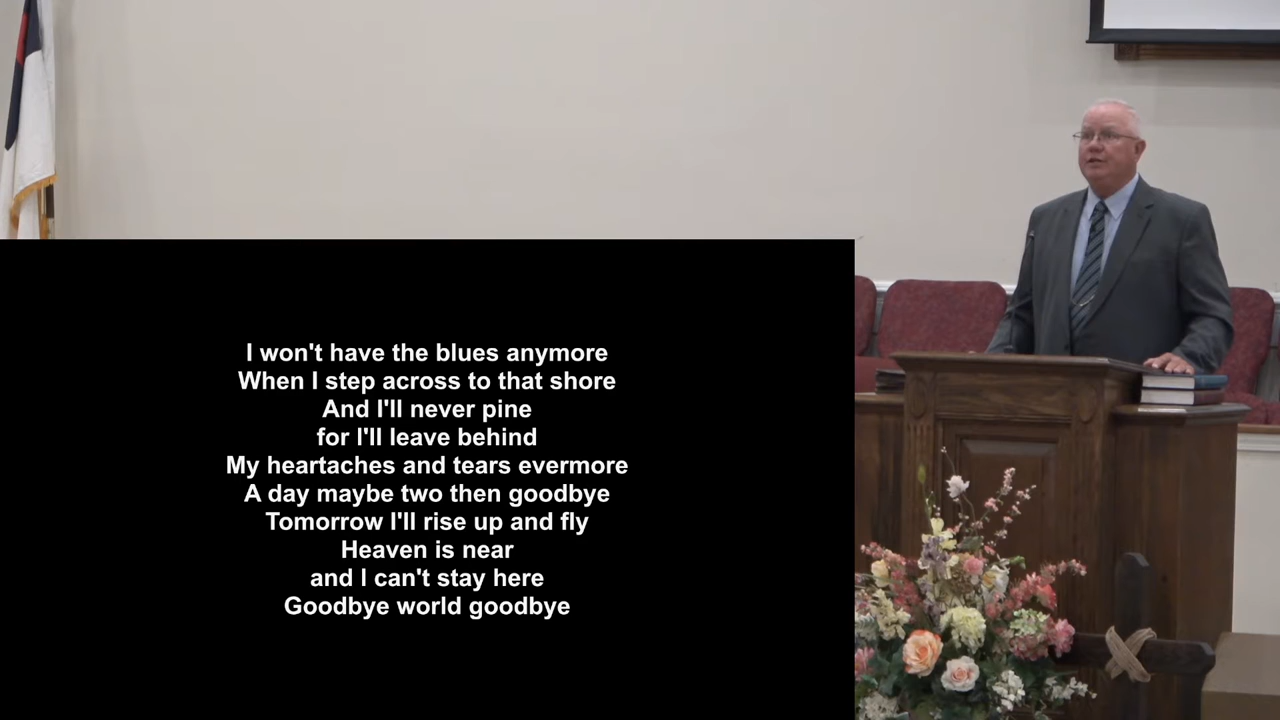 I won't have the blues anymore
When I step across to that shore
And I'll never pine
for I'll leave behind
My heartaches and tears evermore
A day maybe two then goodbye
Tomorrow I'll rise up and fly
Heaven is near
and I can't stay here
Goodbye world goodbye